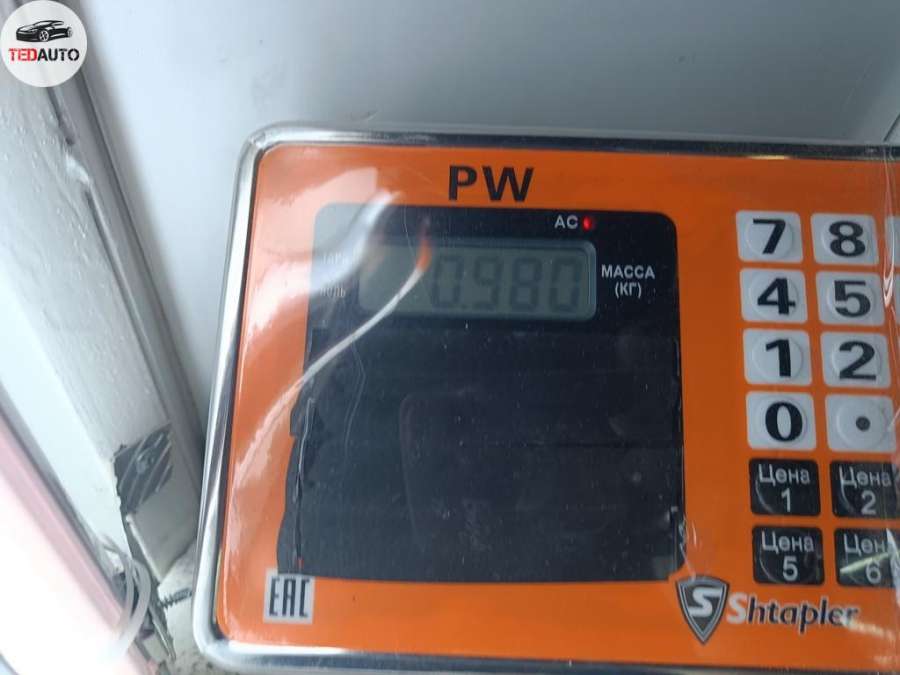 TEDAUTO
PW
AC
0.980
МАССА
(КГ)
7 8
4 5
1 2
0 .
Цена 1
Цена 2
Цена 5
Цена 6
EAC
S Shtapler